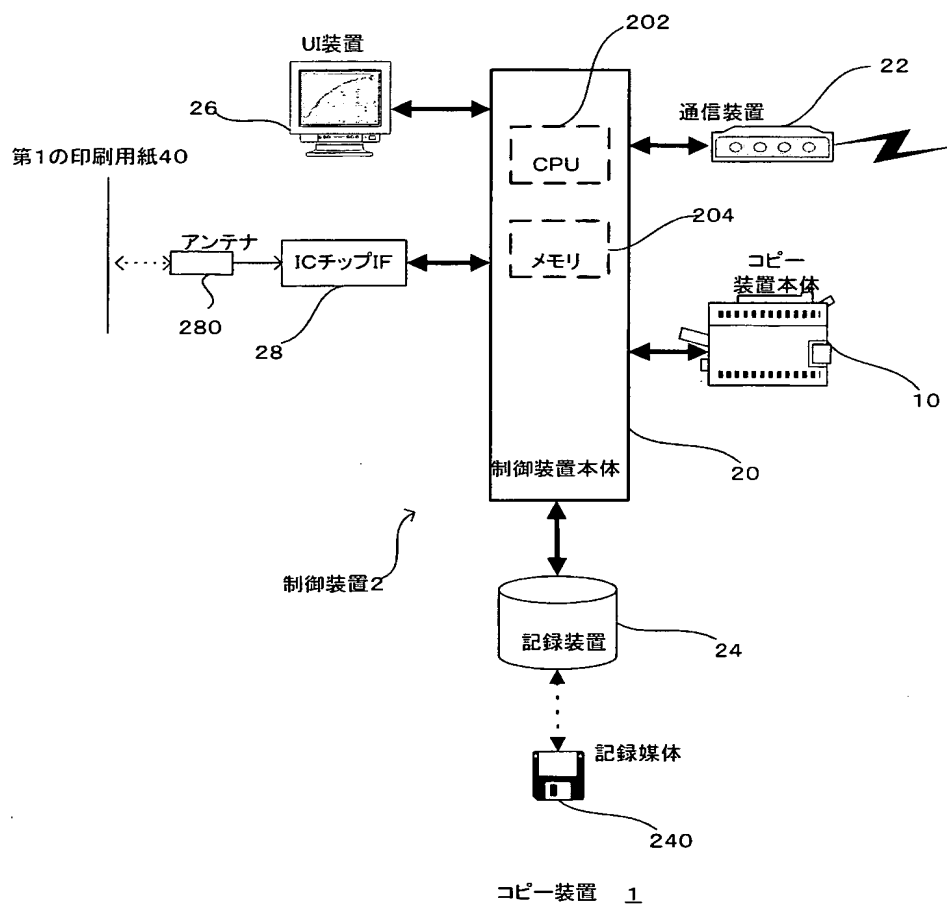 202
UI装置
22
26
通信装置
CPU
第1の印刷用紙40
204
アンテナ
ICチップIF
メモリ
コピー
装置本体
280
28
10
制御装置本体
20
制御装置2
記録装置
24
記録媒体
240
コピー装置 1